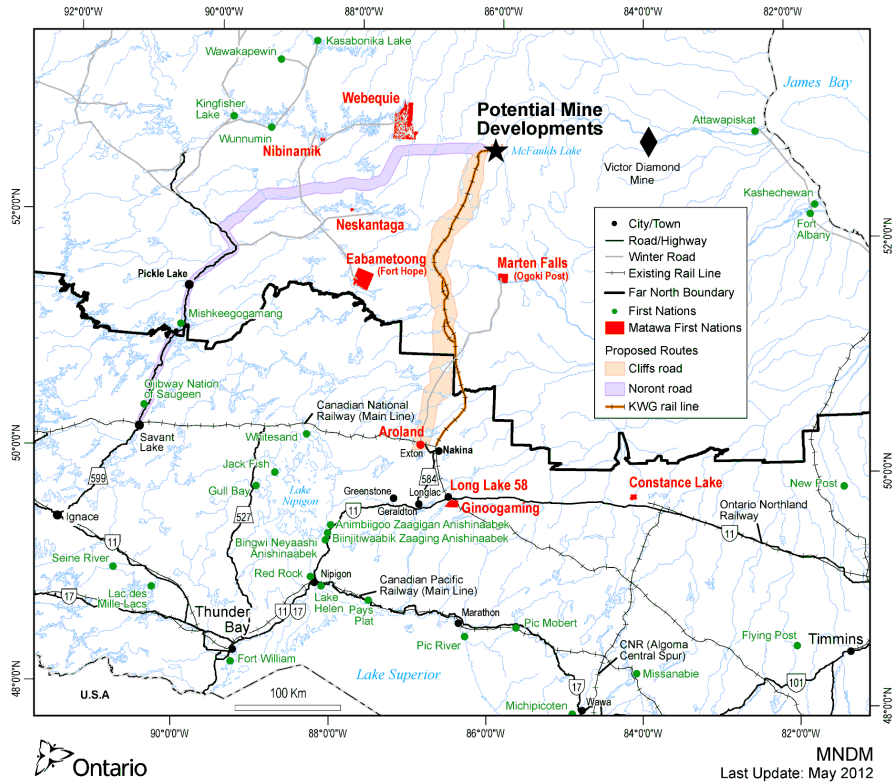 92°0'0"W
90°0'0"W
88°0'0"W
86°0'0"W
84°0'0"W
82°0'0"W
Kasabonika Lake
Wawakapewin
James Bay
Webequie
Kingfisher
Lake
Potential Mine
Developments
Attawapiskat
Wunnumin
Nibinamik
McFaulds Lake
Victor Diamond
Mine
Kashechewan
52°0'0"N
52°0'0"N
Neskantaga
Fort
Albany
City/Town
Road/Highway
Winter Road
Existing Rail Line
Far North Boundary
First Nations
Matawa First Nations
Proposed Routes
Cliffs road
Noront road
KWG rail line
Eabametoong
(Fort Hope)
Marten Falls
(Ogoki Post)
Pickle Lake
Mishkeegogamang
Ojibway Nation
of Saugeen
Canadian National
Railway (Main Line)
Savant
Lake
Whitesand
Aroland
Exton
Nakina
50°0'0"N
50°0'0"N
599
Jack Fish
Gull Bay
584
Lake
Nipigon
Greenstone
Longlac
Geraldton
Long Lake 58
Ginoogaming
Constance Lake
New Post
Ignace
527
11
Animbiigoo Zaagigan Anishinaabek
Biinjitiwaabik Zaaging Anishinaabek
Bingwi Neyaashi
Anishinaabek
Ontario Northland
Railway
11
11
11
Seine River
Red Rock
Nipigon
Lac des
Mille-Lacs
17
Lake
Helen
Pays
Plat
Canadian Pacific
Railway (Main Line)
Marathon
Thunder
Bay
11
17
Pic River
Pic Mobert
Flying Post
Timmins
Fort William
CNR (Algoma
Central Spur)
Lake Superior
Missanabie
48°0'0"N
48°0'0"N
U.S.A
100 Km
17
101
Michipicoten
Wawa
90°0'0"W
88°0'0"W
86°0'0"W
84°0'0"W
82°0'0"W
Ontario
MNDM
Last Update: May 2012